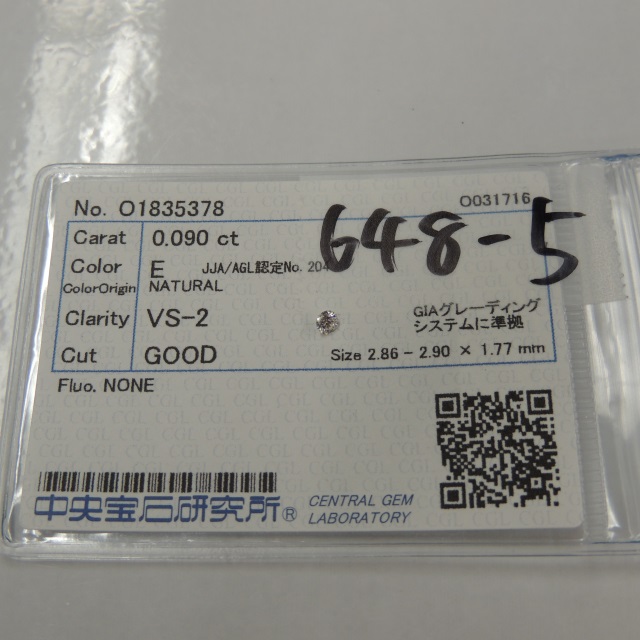 No. O1835378 O031716
648-5
Carat 0.090 ct
Color E JJA/AGL認定No. 204
ColorOrigin NATURAL
Clarity VS-2
GIAグレーディング
システムに準拠
Cut GOOD Size 2.86 - 2.90 × 1.77 mm
Fluo. NONE
中央宝石研究所® CENTRAL GEM
LABORATORY